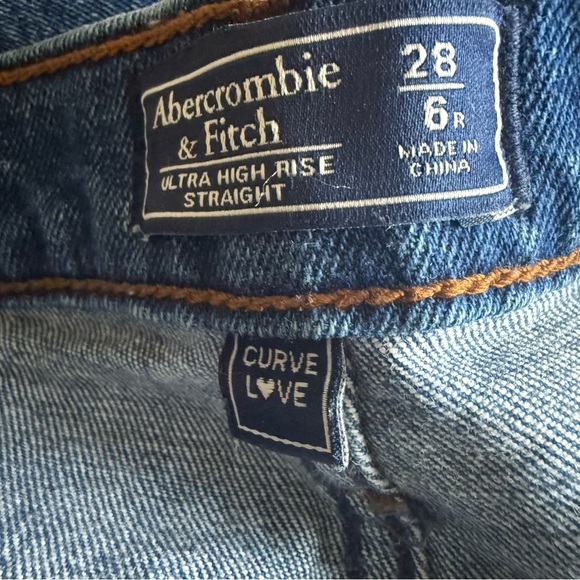 Abercrombie
& Fitch
ULTRA HIGH RISE
STRAIGHT
28
6R
MADE IN
CHINA
CURVE
L♥VE